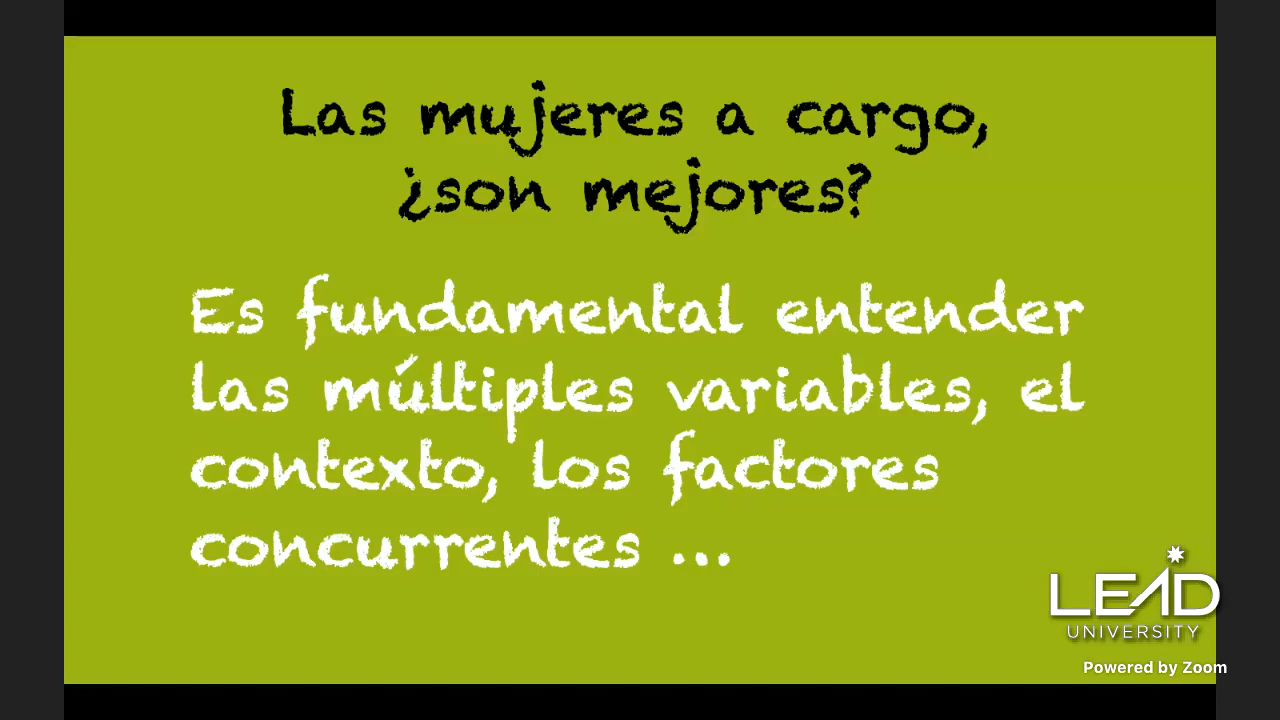 Las mujeres a cargo,
¿son mejores?
Es fundamental entender
las múltiples variables, el
contexto, los factores
concurrentes ...
LEAD
UNIVERSITY
Powered by Zoom